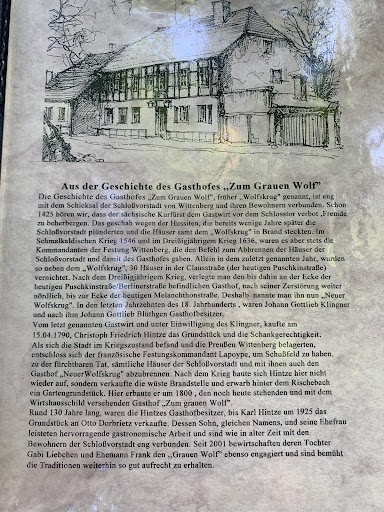 Aus der Geschichte des Gasthofes „Zum Grauen Wolf"
Die Geschichte des Gasthofes „Zum Grauen Wolf", früher „Wolfskrug" genannt, ist eng
mit dem Schicksal der Schloßvorstadt von Wittenberg und ihren Bewohnern verbunden. Schon
1425 hören wir, dass der sächsische Kurfürst dem Gastwirt vor dem Schlosstor verbot „Fremde
zu beherbergen. Das geschah wegen der Hussiten, die bereits wenige Jahre später die
Schloßvorstadt plünderten und die Häuser samt dem „Wolfskrug" in Brand steckten. Im
Schmalkaldischen Krieg 1546 und im Dreißigjährigem Krieg 1636, waren es aber stets die
Kommandanten der Festung Wittenberg, die den Befehl zum Abbrennen der Häuser der
Schloßvorstadt und damit des Gasthofes gaben. Allein in dem zuletzt genannten Jahr, wurden
so neben dem „Wolfskrug", 30 Häuser in der Clausstraße (der heutigen Puschkinstraße)
vernichtet. Nach dem Dreißigjährigem Krieg, verlegte man den bis dahin an der Ecke der
heutigen Puschkinstraße/Berlinerstraße befindlichen Gasthof, nach seiner Zerstörung weiter
nördlich, bis zur Ecke der heutigen Melanchthonstraße. Deshalb nannte man ihn nun „Neuer
Wolfskrug". In den letzten Jahrzehnten des 18. Jahrhunderts , waren Johann Gottlieb Klingner
und nach ihm Johann Gottlieb Blüthgen Gasthofbesitzer.
Vom letzt genannten Gastwirt und unter Einwilligung des Klingner, kaufte am
15.04.1790, Christoph Friedrich Hintze das Grundstück und die Schankgerechtigkeit.
Als sich die Stadt im Kriegszustand befand und die Preußen Wittenberg belagerten,
entschloss sich der französische Festungskommandant Lapoype, um Schußfeld zu haben,
zu der furchtbaren Tat, sämtliche Häuser der Schloßvorstadt und mit ihnen auch den
Gasthof „NeuerWolfskrug" abzubrennen. Nach dem Krieg baute sich Hintze hier nicht
wieder auf, sondern verkaufte die wüste Brandstelle und erwarb hinter dem Rischebach
ein Gartengrundstück. Hier erbaute er um 1800 , den noch heute stehenden und mit dem
Wirtshausschild versehenden Gasthof „Zum grauen Wolf".
Rund 130 Jahre lang, waren die Hintzes Gasthofbesitzer, bis Karl Hintze um 1925 das
Grundstück an Otto Dorbrietz verkaufte. Dessen Sohn, gleichen Namens, und seine Ehefrau
leisteten hervorragende gastronomische Arbeit und sind wie in alter Zeit mit den
Bewohnern der Schloßvorstadt eng verbunden. Seit 2001 bewirtschaften deren Tochter
Gabi Liebchen und Ehemann Frank den „Grauen Wolf" ebenso engagiert und sind bemüht
die Traditionen weiterhin so gut aufrecht zu erhalten.